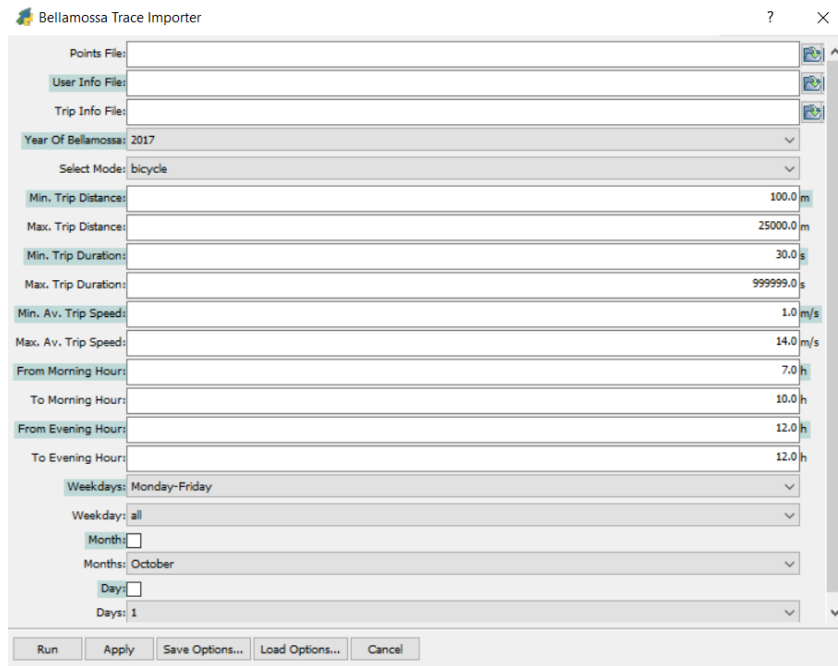 Bellamossa Trace Importer ?
Points File:
User Info File:
Trip Info File:
Year Of Bellamossa: 2017
Select Mode: bicycle
Min. Trip Distance: 100.0 m
Max. Trip Distance: 25000.0 m
Min. Trip Duration: 30.0 s
Max. Trip Duration: 999999.0 s
Min. Av. Trip Speed: 1.0 m/s
Max. Av. Trip Speed: 14.0 m/s
From Morning Hour: 7.0 h
To Morning Hour: 10.0 h
From Evening Hour: 12.0 h
To Evening Hour: 12.0 h
Weekdays: Monday-Friday
Weekday: all
Month:
Months: October
Day:
Days: 1
Run Apply Save Options... Load Options... Cancel